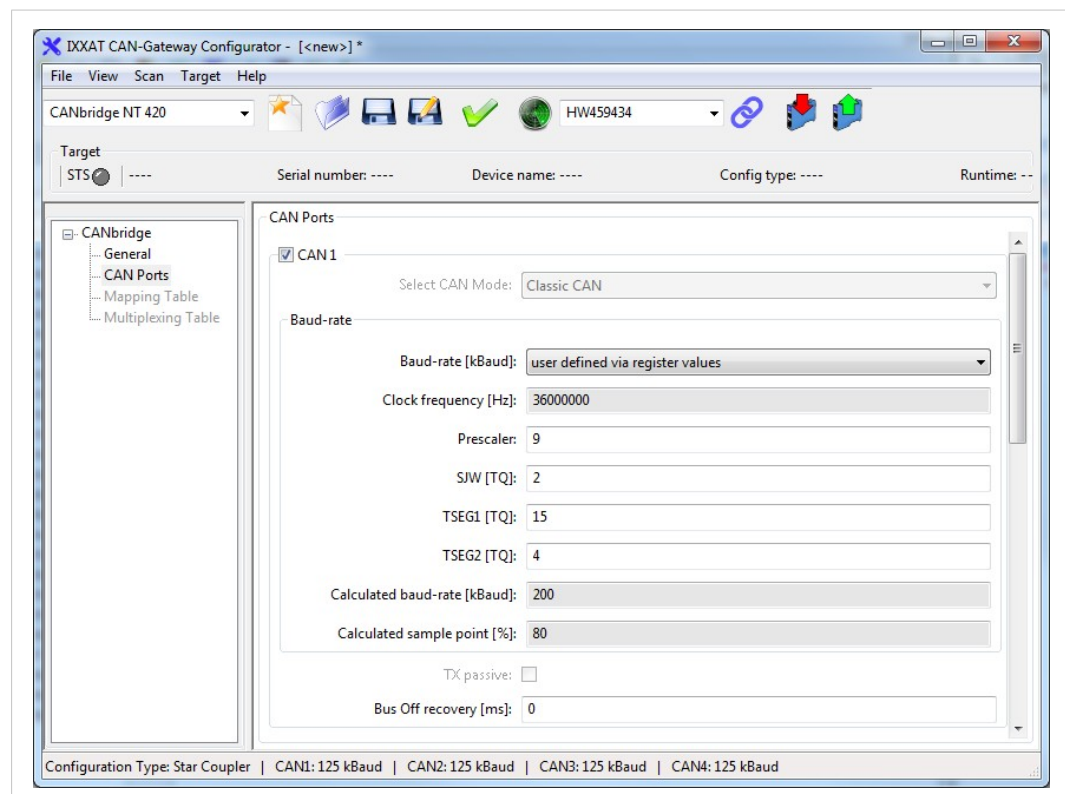 IXXAT CAN-Gateway Configurator - [<new>] *
File View Scan Target Help
CANbridge NT 420
HW459434
Target
STS ---- Serial number: ---- Device name: ---- Config type: ---- Runtime: --
CANbridge
General
CAN Ports
Mapping Table
Multiplexing Table
CAN Ports
CAN 1
Select CAN Mode: Classic CAN
Baud-rate
Baud-rate [kBaud]: user defined via register values
Clock frequency [Hz]: 36000000
Prescaler: 9
SJW [TQ]: 2
TSEG1 [TQ]: 15
TSEG2 [TQ]: 4
Calculated baud-rate [kBaud]: 200
Calculated sample point [%]: 80
TX passive:
Bus Off recovery [ms]: 0
Configuration Type: Star Coupler | CAN1: 125 kBaud | CAN2: 125 kBaud | CAN3: 125 kBaud | CAN4: 125 kBaud